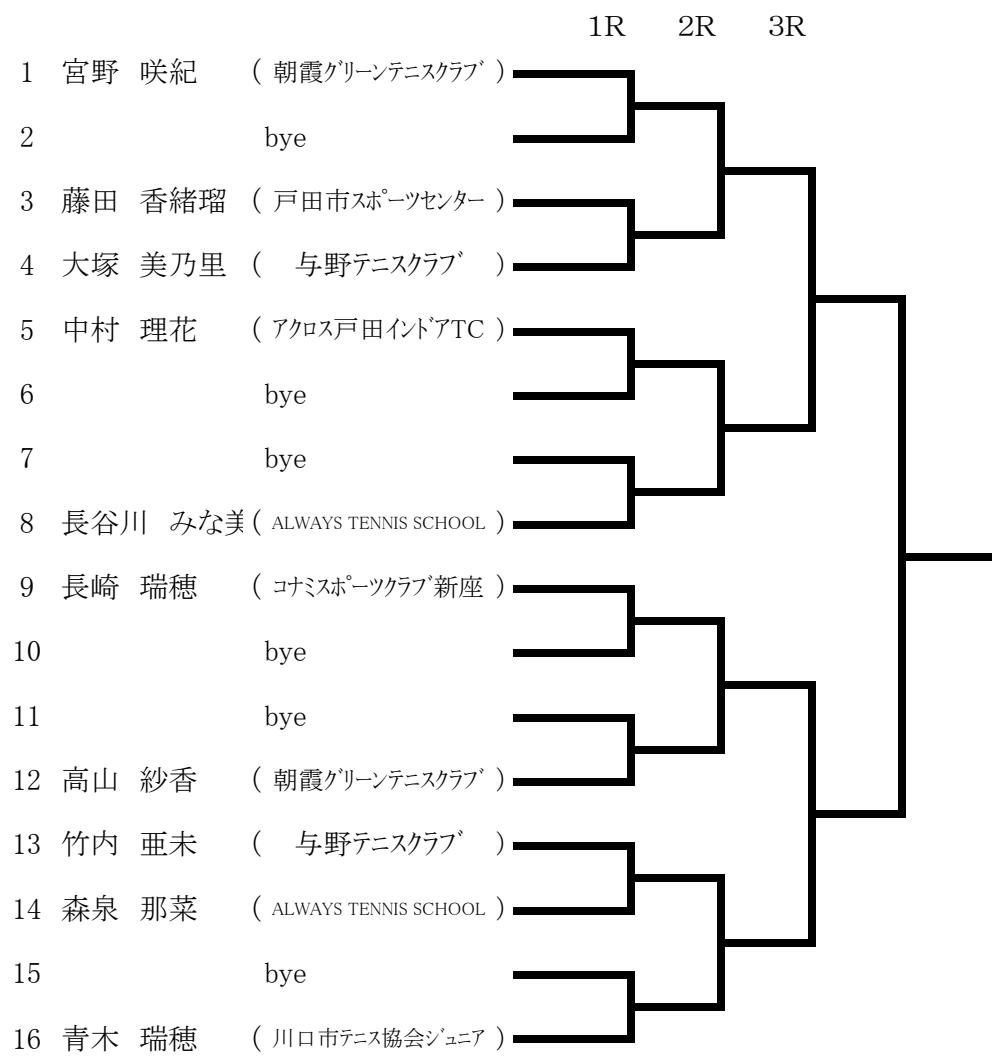 1R 2R 3R
1 宮野 咲紀 ( 朝霞グリーンテニスクラブ )
2 bye
3 藤田 香緒瑠 ( 戸田市スポーツセンター )
4 大塚 美乃里 ( 与野テニスクラブ )
5 中村 理花 ( アクロス戸田インドアTC )
6 bye
7 bye
8 長谷川 みな美 ( ALWAYS TENNIS SCHOOL )
9 長崎 瑞穂 ( コナミスポーツクラブ新座 )
10 bye
11 bye
12 高山 紗香 ( 朝霞グリーンテニスクラブ )
13 竹内 亜未 ( 与野テニスクラブ )
14 森泉 那菜 ( ALWAYS TENNIS SCHOOL )
15 bye
16 青木 瑞穂 ( 川口市テニス協会ジュニア )